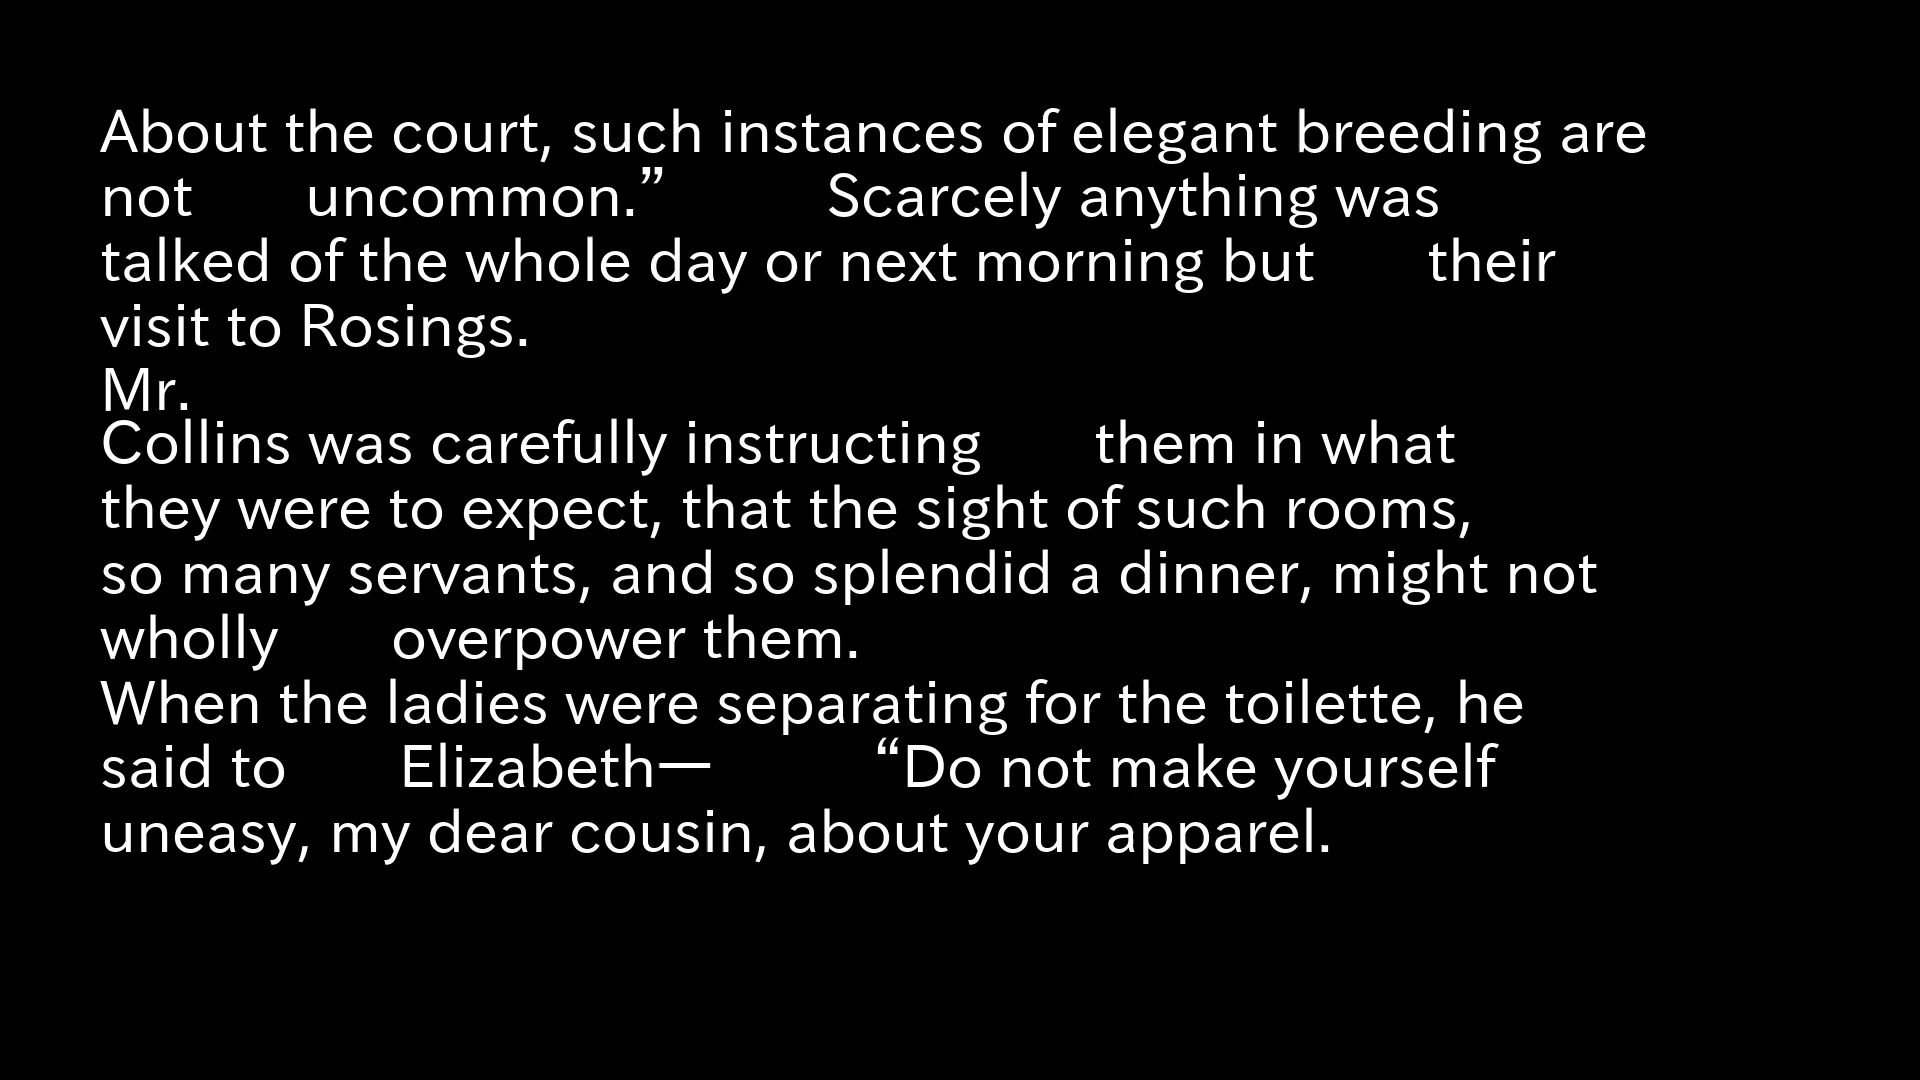 About the court, such instances of elegant breeding are
not uncommon.” Scarcely anything was
talked of the whole day or next morning but their
visit to Rosings.
Mr.
Collins was carefully instructing them in what
they were to expect, that the sight of such rooms,
so many servants, and so splendid a dinner, might not
wholly overpower them.
When the ladies were separating for the toilette, he
said to Elizabeth— “Do not make yourself
uneasy, my dear cousin, about your apparel.